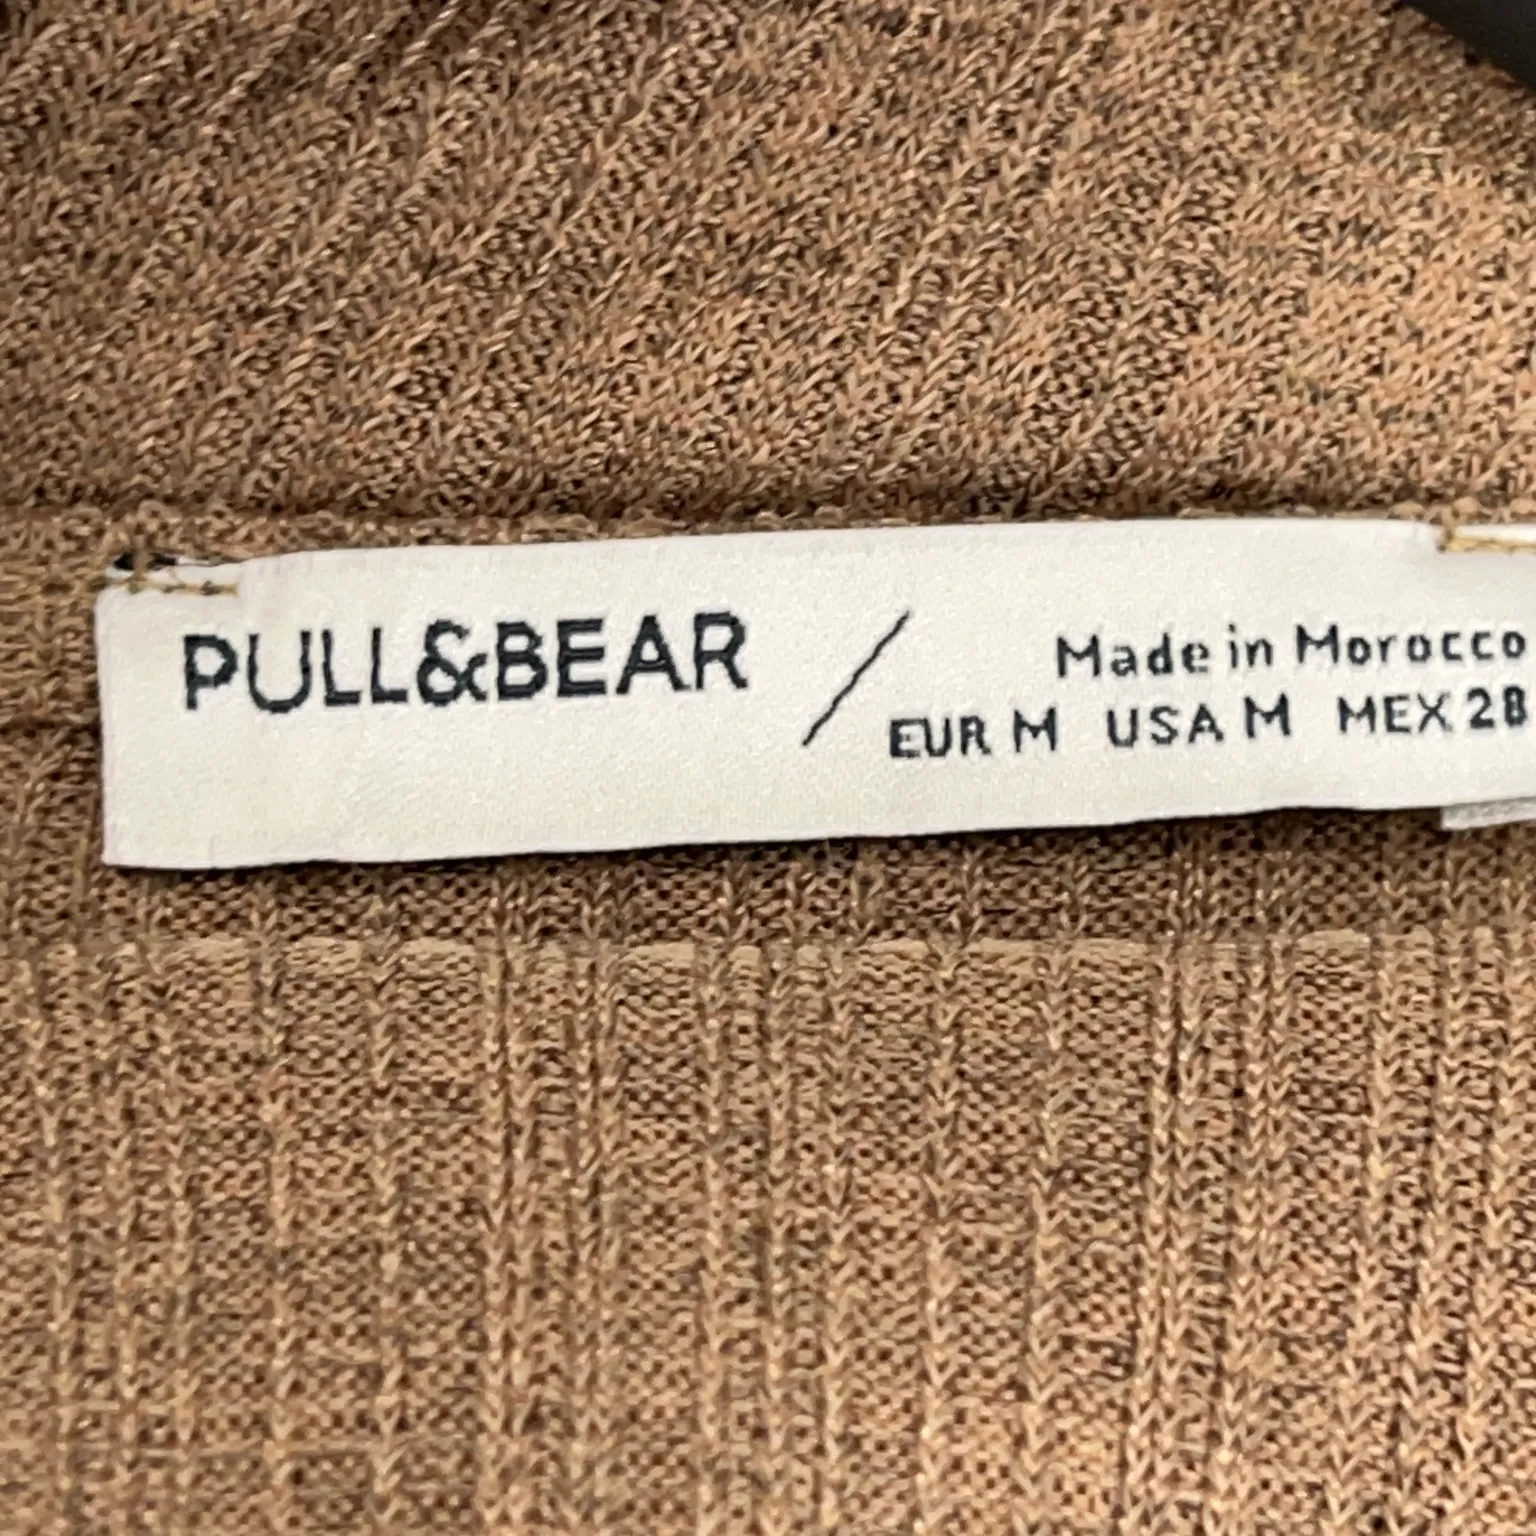 PULL&BEAR / Made in Morocco
EUR M USA M MEX 28